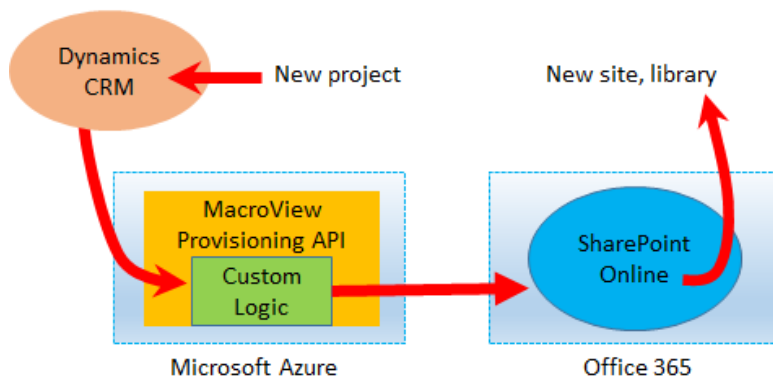 Dynamics
CRM
New project
New site, library
MacroView
Provisioning API
Custom
Logic
SharePoint
Online
Microsoft Azure
Office 365